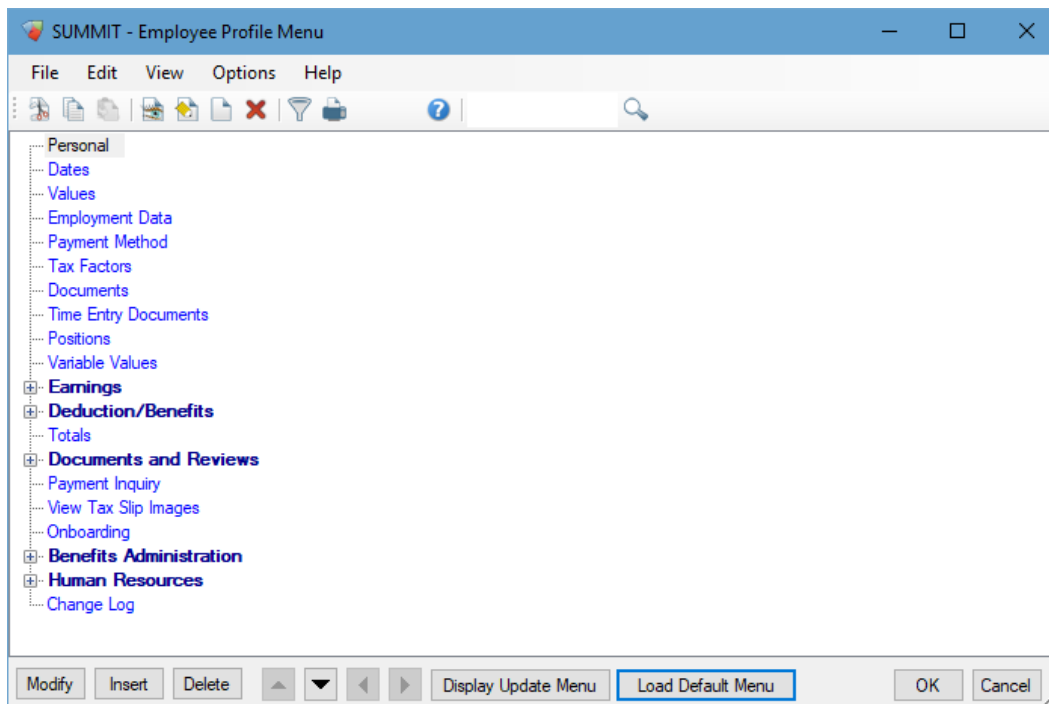 SUMMIT - Employee Profile Menu
File Edit View Options Help
Personal
Dates
Values
Employment Data
Payment Method
Tax Factors
Documents
Time Entry Documents
Positions
Variable Values
Earnings
Deduction/Benefits
Totals
Documents and Reviews
Payment Inquiry
View Tax Slip Images
Onboarding
Benefits Administration
Human Resources
Change Log
Modify Insert Delete Display Update Menu Load Default Menu OK Cancel